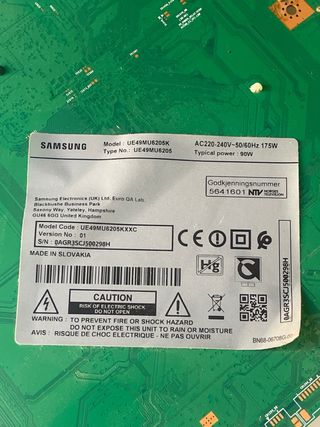 SAMSUNG
Model : UE49MU6205K
Type No. : UE49MU6205
AC220-240V~50/60Hz 175W
Typical power : 90W
Godkjenningsnummer
5641601 NTV NORGES TELEVISJON
Samsung Electronics (UK) Ltd, Euro QA Lab.
Blackbushe Business Park
Saxony Way, Yateley, Hampshire
GU46 6GG United Kingdom
Model Code : UE49MU6205KXXC
Version No : 01
S/N : 0AGR3SCJ500298H
MADE IN SLOVAKIA
CE
Hg
0AGR3SCJ500298H
CAUTION
RISK OF ELECTRIC SHOCK
DO NOT OPEN
WARNING : TO PREVENT FIRE OR SHOCK HAZARD
DO NOT EXPOSE THIS UNIT TO RAIN OR MOISTURE
AVIS : RISQUE DE CHOC ELECTRIQUE - NE PAS OUVRIR